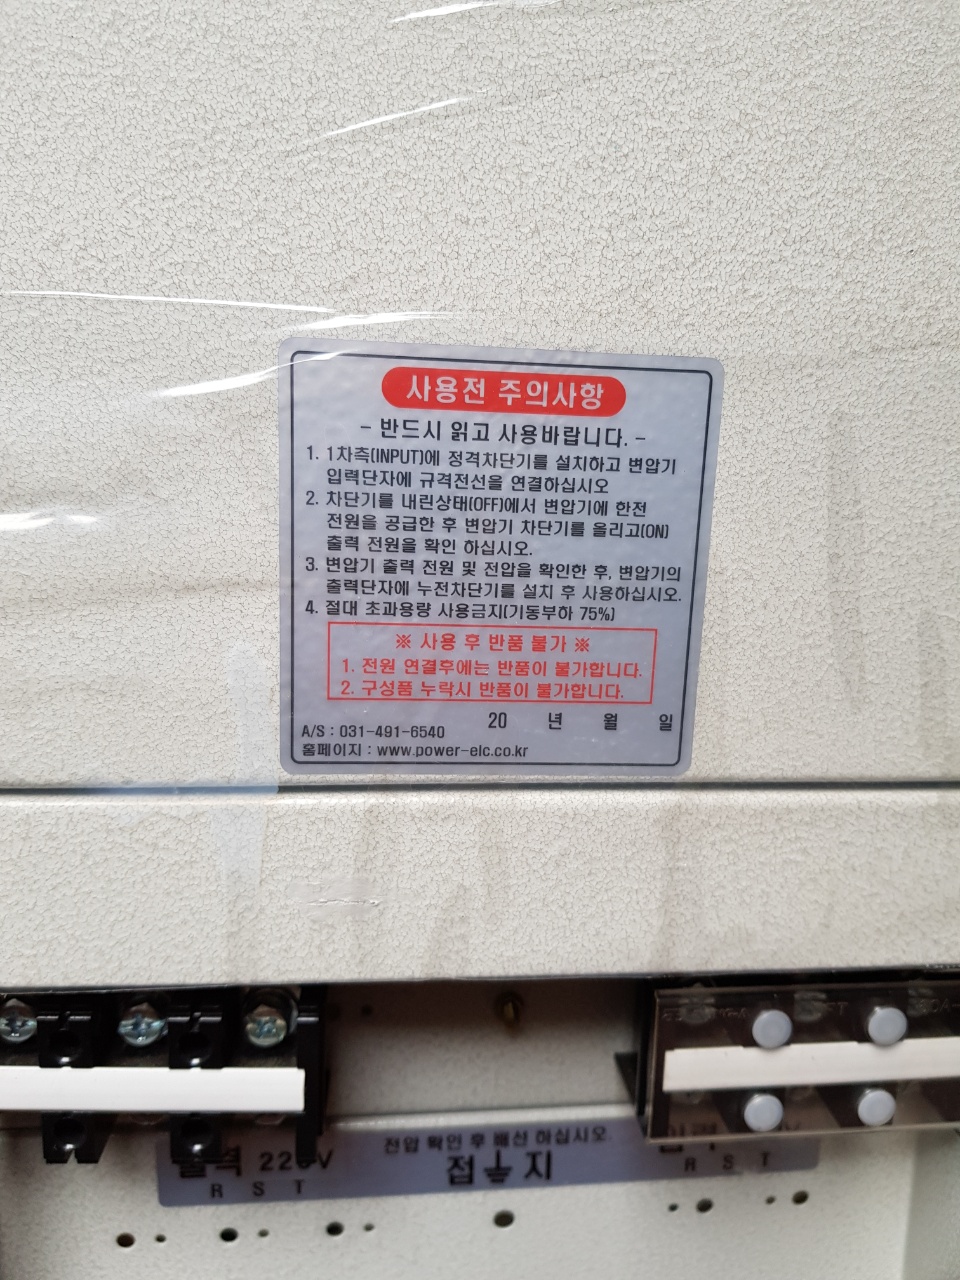 사용전 주의사항
- 반드시 읽고 사용바랍니다. -
1. 1차측(INPUT)에 정격차단기를 설치하고 변압기
입력단자에 규격전선을 연결하십시오
2. 차단기를 내린상태(OFF)에서 변압기에 한전
전원을 공급한 후 변압기 차단기를 올리고(ON)
출력 전원을 확인 하십시오.
3. 변압기 출력 전원 및 전압을 확인한 후, 변압기의
출력단자에 누전차단기를 설치 후 사용하십시오.
4. 절대 초과용량 사용금지(기동부하 75%)
※ 사용 후 반품 불가 ※
1. 전원 연결후에는 반품이 불가합니다.
2. 구성품 누락시 반품이 불가합니다.
20 년 월 일
A/S : 031-491-6540
홈페이지 : www.power-elc.co.kr
전압 확인 후 배선 하십시오.
출력 220V
접 지
R S T
R S T